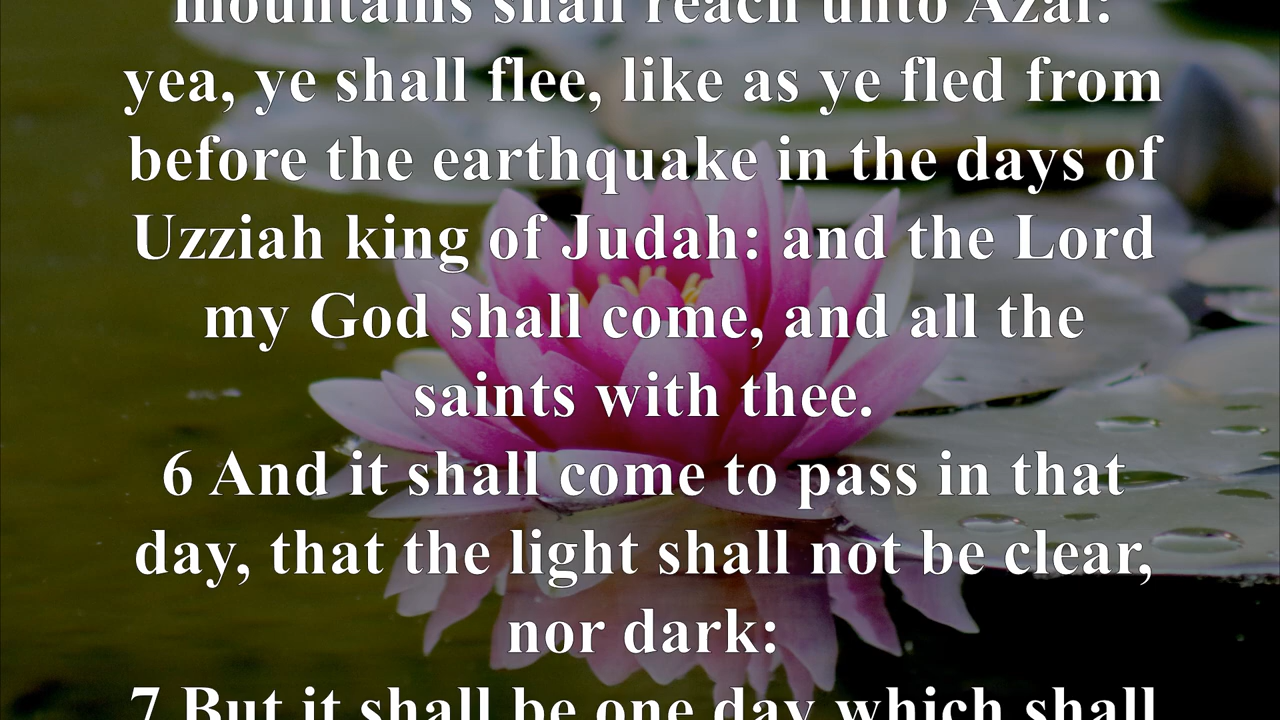 mountains shall reach unto Azal:
yea, ye shall flee, like as ye fled from
before the earthquake in the days of
Uzziah king of Judah: and the Lord
my God shall come, and all the
saints with thee.
6 And it shall come to pass in that
day, that the light shall not be clear,
nor dark:
7 But it shall be one day which shall